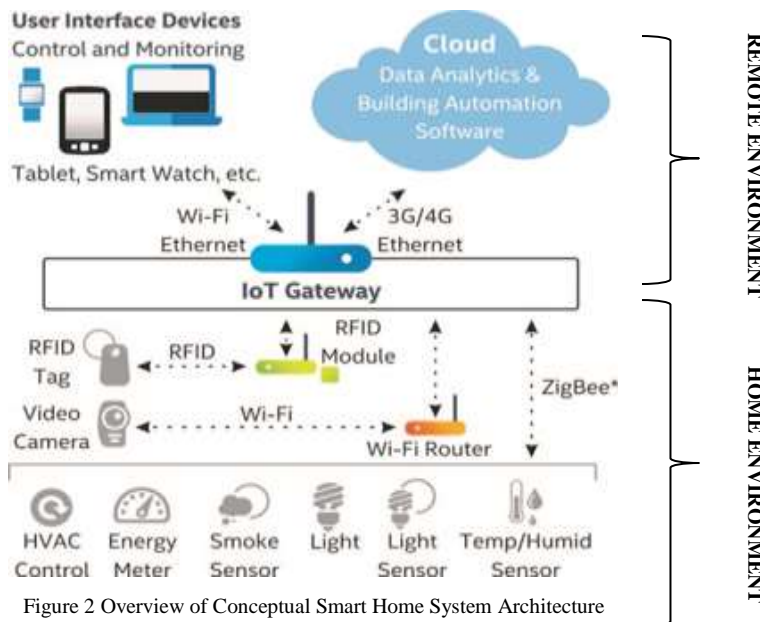 User Interface Devices
Control and Monitoring
Tablet, Smart Watch, etc.
Cloud
Data Analytics &
Building Automation
Software
Wi-Fi
Ethernet
3G/4G
Ethernet
IoT Gateway
RFID
Tag
RFID
RFID
Module
Video
Camera
Wi-Fi
Wi-Fi Router
ZigBee*
HVAC
Control
Energy
Meter
Smoke
Sensor
Light
Light
Sensor
Temp/Humid
Sensor
REMOTE ENVIRONMENT
HOME ENVIRONMENT
Figure 2 Overview of Conceptual Smart Home System Architecture